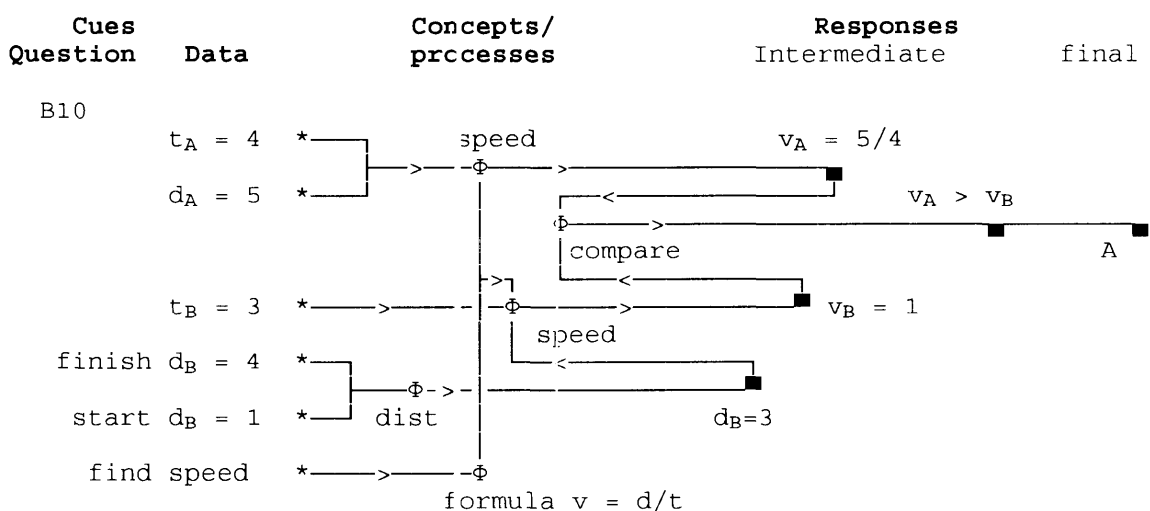 Cues Concepts/ Responses
Question Data prccesses Intermediate final
B10
tA = 4 * speed vA = 5/4
> Φ >
dA = 5 * < vA > vB
Φ >
compare A
> <
tB = 3 * > Φ > vB = 1
speed
finish dB = 4 * <
Φ >
start dB = 1 * dist dB=3
find speed * > Φ
formula v = d/t